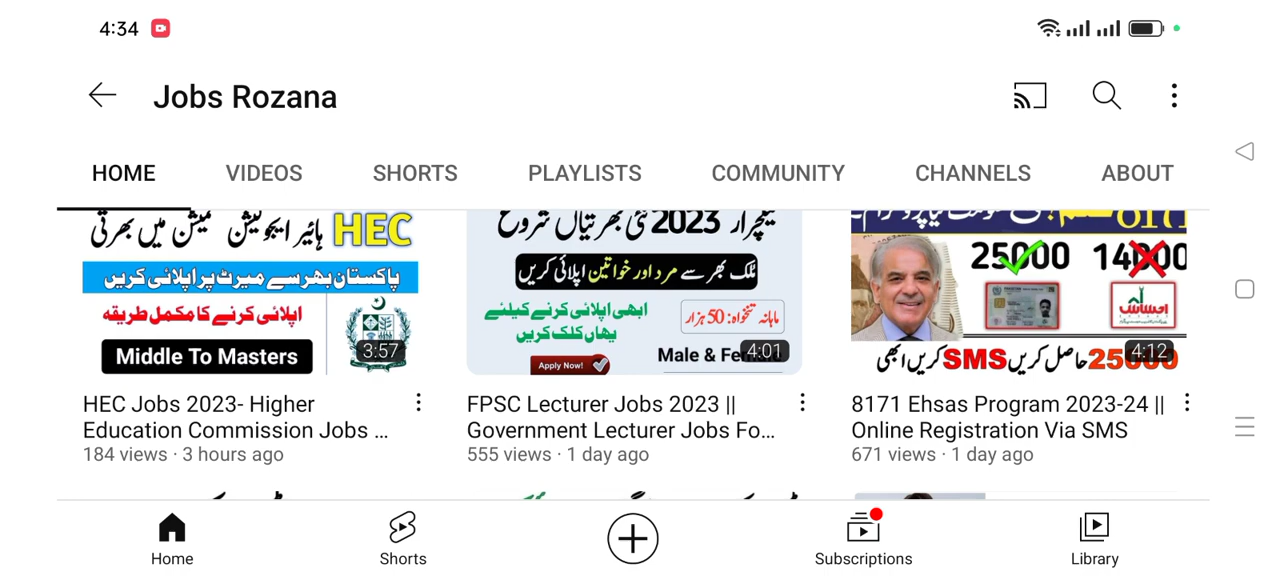 4:34
Jobs Rozana
HOME VIDEOS SHORTS PLAYLISTS COMMUNITY CHANNELS ABOUT
HEC ہائیر ایجوکیشن کمیشن میں بھرتی
پاکستان بھر سے میرٹ پر اپلائی کریں
اپلائی کرنے کا مکمل طریقہ
Middle To Masters
3:57
HEC Jobs 2023- Higher
Education Commission Jobs ...
184 views · 3 hours ago
لیکچرار 2023 نئی بھرتیاں شروع
ملک بھر سے مرد اور خواتین اپلائی کریں
ابھی اپلائی کرنے کیلئے
یہاں کلک کریں
ماہانہ تنخواہ: 50 ہزار
Apply Now!
Male & Female
4:01
FPSC Lecturer Jobs 2023 ||
Government Lecturer Jobs Fo...
555 views · 1 day ago
8171
25000 14000
احساس
25000 حاصل کریں SMS کریں ابھی
4:12
8171 Ehsas Program 2023-24 ||
Online Registration Via SMS
671 views · 1 day ago
Home Shorts Subscriptions Library